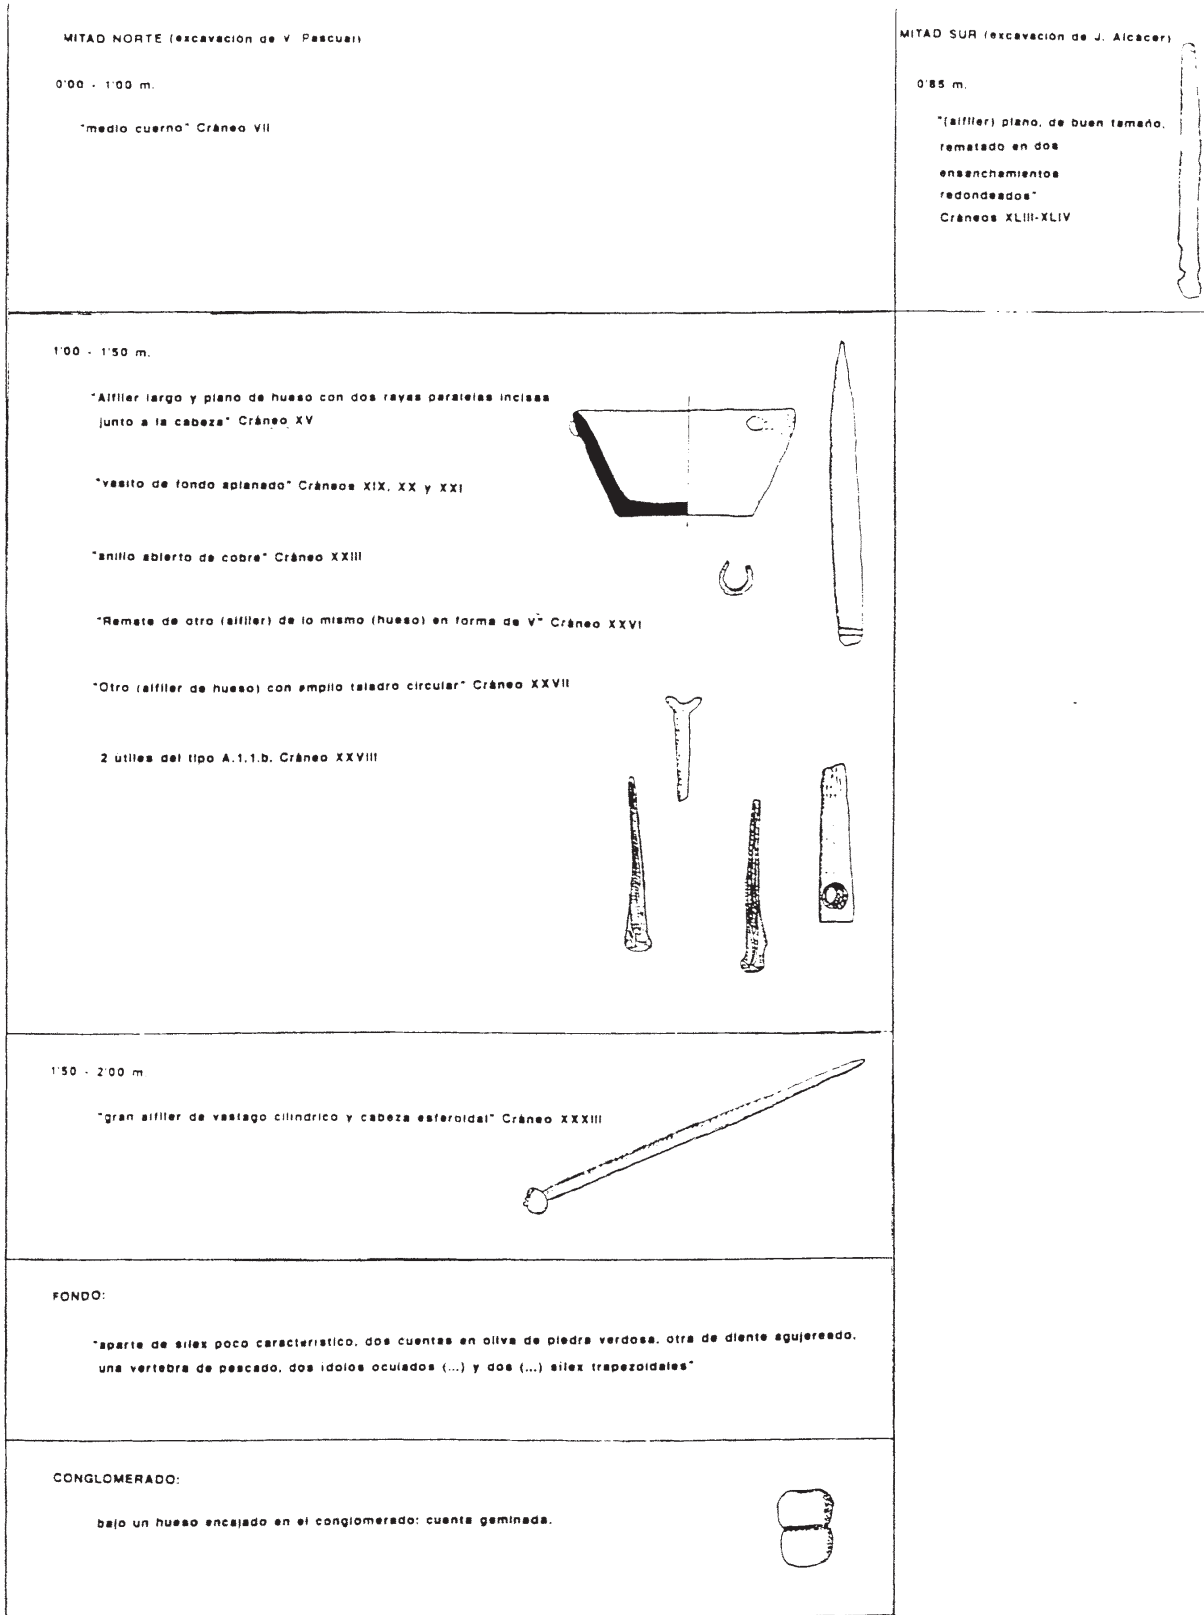 MITAD NORTE (excavación de V. Pascual)
0'00 - 1'00 m.
"medio cuerno" Cráneo VII
MITAD SUR (excavación de J. Alcacer)
0'85 m.
"(alfiler) plano, de buen tamaño,
rematado en dos
ensanchamientos
redondeados"
Cráneos XLIII-XLIV
1'00 - 1'50 m.
"Alfiler largo y plano de hueso con dos rayas paralelas incisas
junto a la cabeza" Cráneo XV
"vasito de fondo aplanado" Cráneos XIX, XX y XXI
"anillo abierto de cobre" Cráneo XXIII
"Remate de otro (alfiler) de lo mismo (hueso) en forma de V" Cráneo XXVI
"Otro (alfiler de hueso) con amplio taladro circular" Cráneo XXVII
2 útiles del tipo A.1.1.b. Cráneo XXVIII
1'50 - 2'00 m
"gran alfiler de vastago cilíndrico y cabeza esferoidal" Cráneo XXXIII
FONDO:
"aparte de sílex poco característico, dos cuentas en oliva de piedra verdosa, otra de diente agujereado,
una vertebra de pescado, dos ídolos oculados (...) y dos (...) sílex trapezoidales"
CONGLOMERADO:
bajo un hueso encajado en el conglomerado: cuenta geminada.